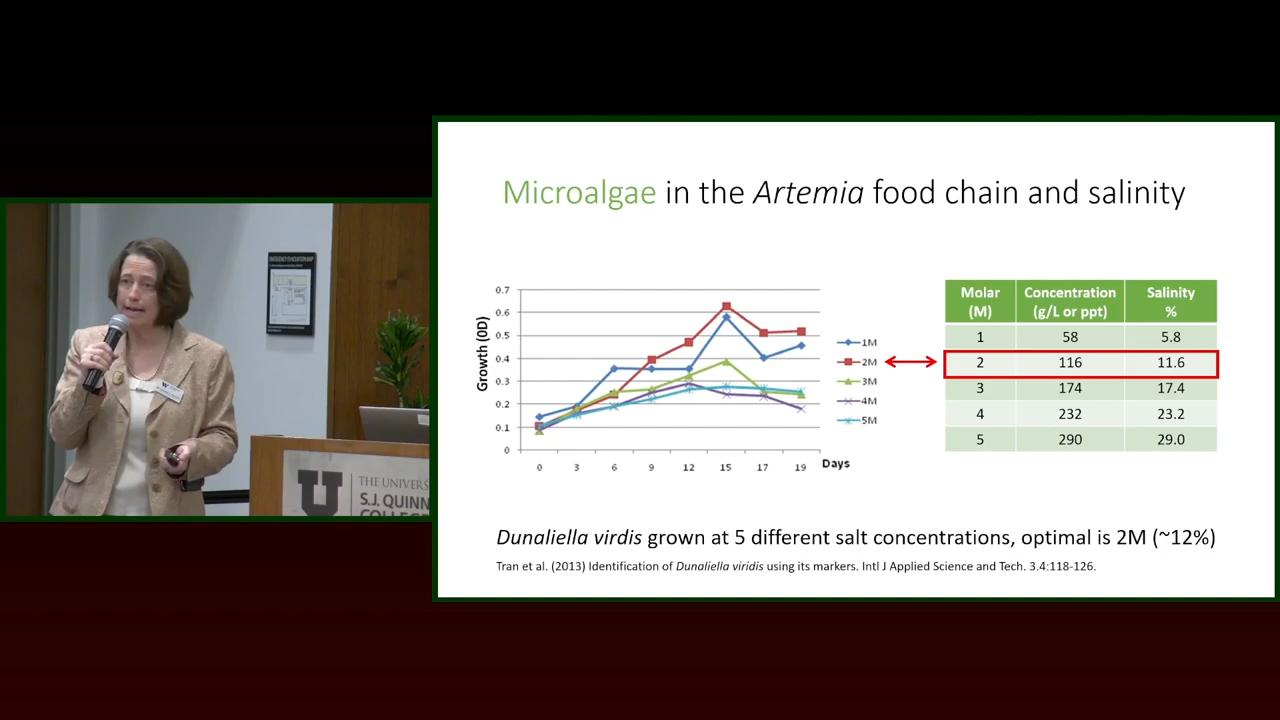 Microalgae in the Artemia food chain and salinity
Growth (OD)
0.7
0.6
0.5
0.4
0.3
0.2
0.1
0
0 3 6 9 12 15 17 19
Days
1M
2M
3M
4M
5M
Molar (M) Concentration (g/L or ppt) Salinity %
1 58 5.8
2 116 11.6
3 174 17.4
4 232 23.2
5 290 29.0
Dunaliella virdis grown at 5 different salt concentrations, optimal is 2M (~12%)
Tran et al. (2013) Identification of Dunaliella viridis using its markers. Intl J Applied Science and Tech. 3.4:118-126.
EMERGENCY EVACUATION MAP
U
THE UNIVERS
S.J. QUINN
COLLEGE